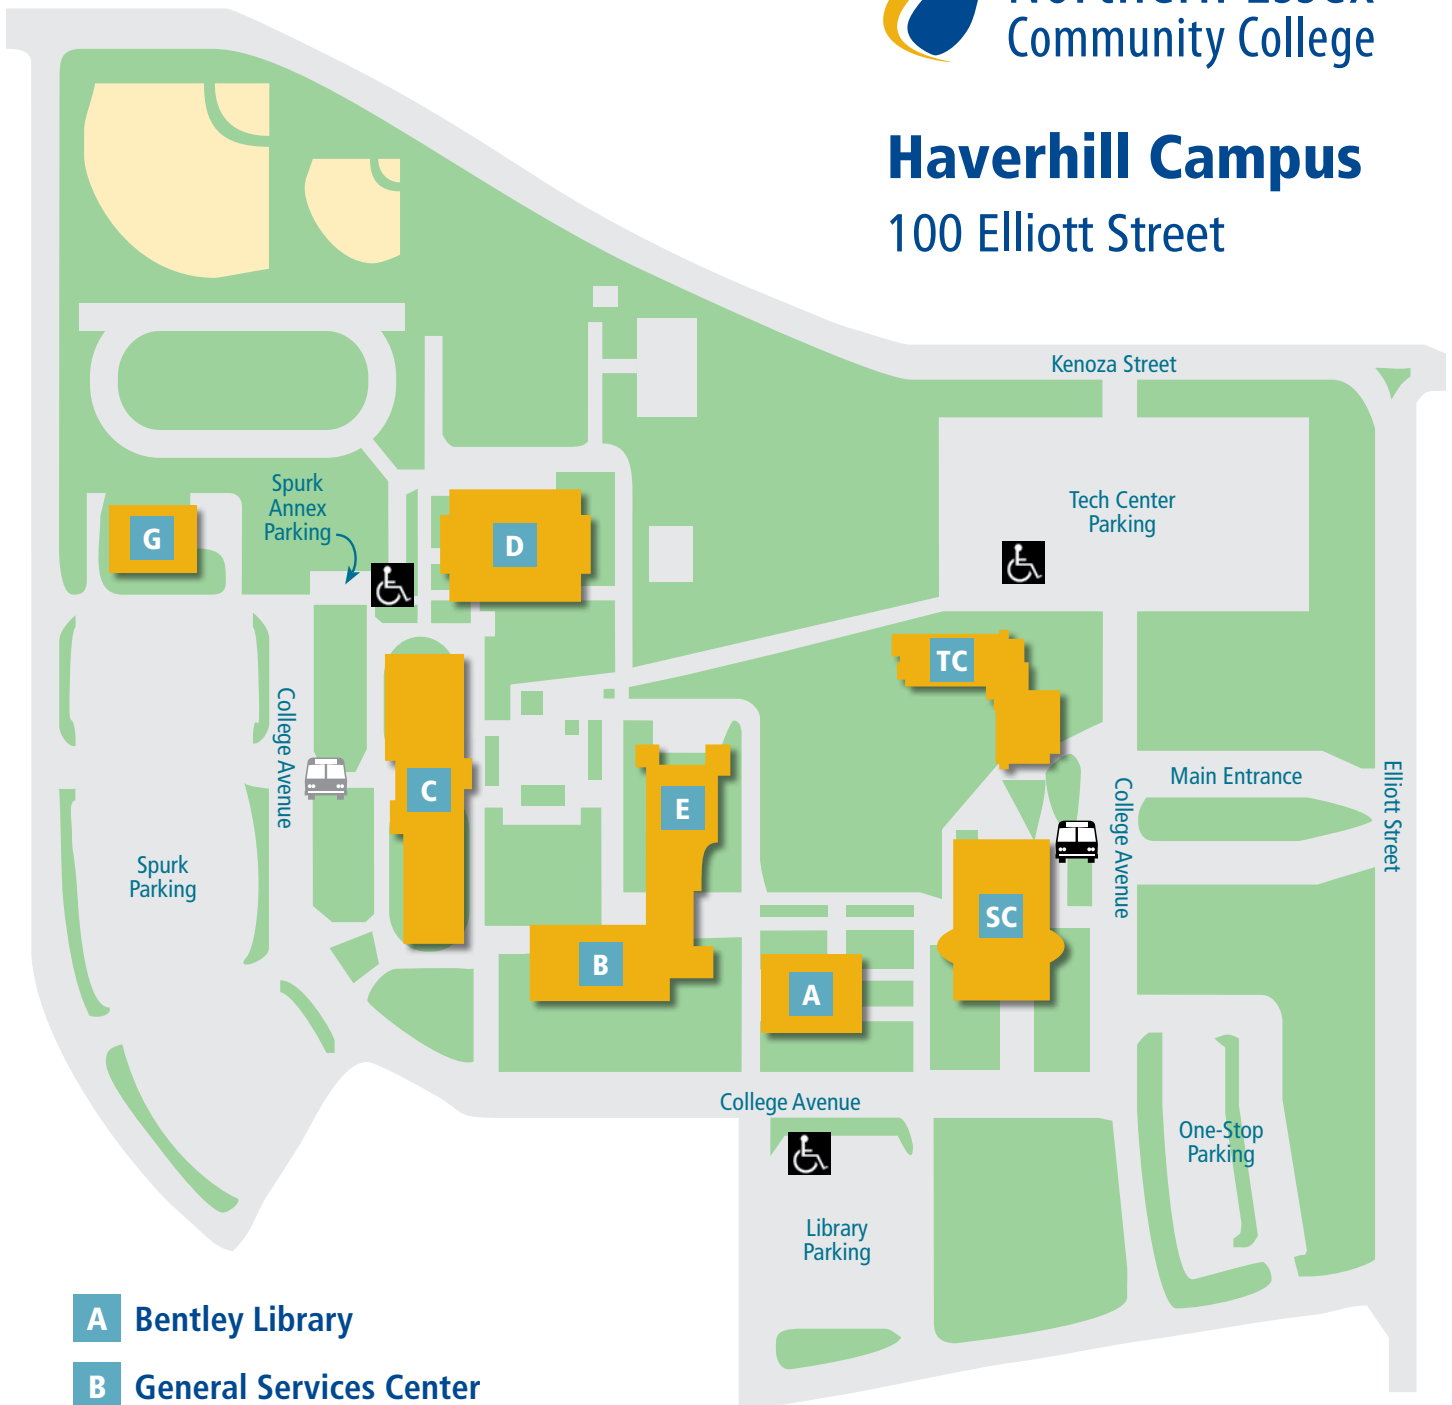 Northern Essex
Community College
Haverhill Campus
100 Elliott Street
Kenoza Street
Spurk
Annex
Parking
Tech Center
Parking
G
D
TC
College Avenue
C
E
Main Entrance
College Avenue
Elliott Street
Spurk
Parking
SC
B
A
College Avenue
One-Stop
Parking
Library
Parking
A Bentley Library
B General Services Center